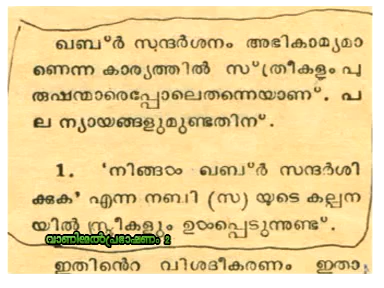 ഖബ്ർ സന്ദർശനം അഭികാമ്യമാ
ണെന്ന കാര്യത്തിൽ സ്ത്രീകളും പു
രുഷന്മാരെപ്പോലെതന്നെയാണ്. പ
ല ന്യായങ്ങളുമുണ്ടതിന്.
1. 'നിങ്ങൾ ഖബ്ർ സന്ദർശി
ക്കുക' എന്ന നബി (സ) യുടെ കല്പന
യിൽ സ്ത്രീകളും ഉൾപ്പെടുന്നുണ്ട്.
വാണിമ്മൽപ്രഭാഷണം 2
ഇതിൻെറ വിശദീകരണം ഇതാ